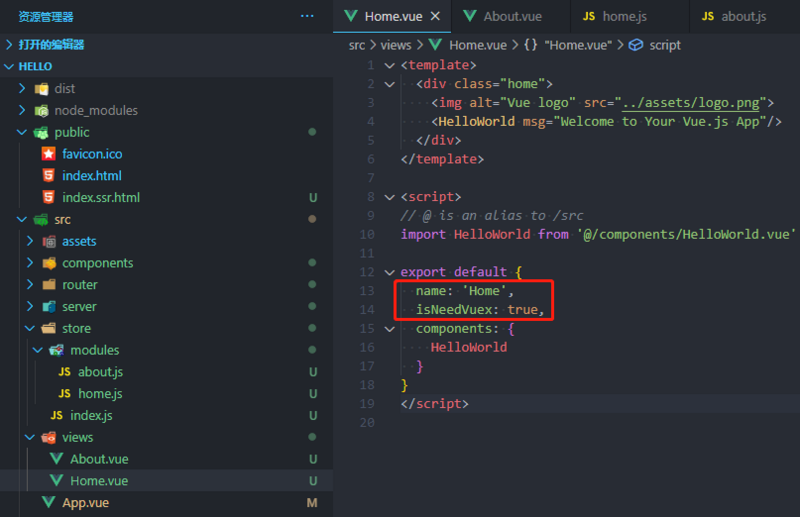 资源管理器
打开的编辑器
HELLO
dist
node_modules
public
favicon.ico
index.html
index.ssr.html U
src
assets
components
router
server
store
modules
JS about.js U
JS home.js U
JS index.js U
views
About.vue U
Home.vue U
App.vue M
Home.vue
About.vue
JS home.js
JS about.js
src > views > Home.vue > {} "Home.vue" > script
1 <template>
2 <div class="home">
3 <img alt="Vue logo" src="../assets/logo.png">
4 <HelloWorld msg="Welcome to Your Vue.js App"/>
5 </div>
6 </template>
7
8 <script>
9 // @ is an alias to /src
10 import HelloWorld from '@/components/HelloWorld.vue'
11
12 export default {
13 name: 'Home',
14 isNeedVuex: true,
15 components: {
16 HelloWorld
17 }
18 }
19 </script>
20